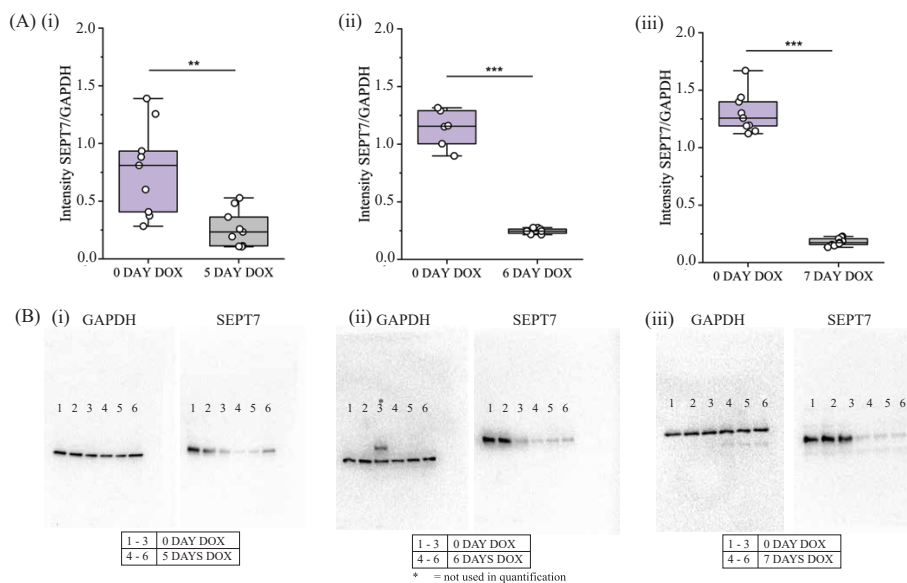 (A) (i)
2.0
1.5
1.0
0.5
0.0
Intensity SEPT7/GAPDH
**
0 DAY DOX
5 DAY DOX
(ii)
2.0
1.5
1.0
0.5
0.0
Intensity SEPT7/GAPDH
***
0 DAY DOX
6 DAY DOX
(iii)
2.0
1.5
1.0
0.5
0.0
Intensity SEPT7/GAPDH
***
0 DAY DOX
7 DAY DOX
(B) (i)
GAPDH
SEPT7
1 2 3 4 5 6
1 2 3 4 5 6
1 - 3 0 DAY DOX
4 - 6 5 DAYS DOX
(ii)
GAPDH
SEPT7
*
1 2 3 4 5 6
1 2 3 4 5 6
1 - 3 0 DAY DOX
4 - 6 6 DAYS DOX
* = not used in quantification
(iii)
GAPDH
SEPT7
1 2 3 4 5 6
1 2 3 4 5 6
1 - 3 0 DAY DOX
4 - 6 7 DAYS DOX